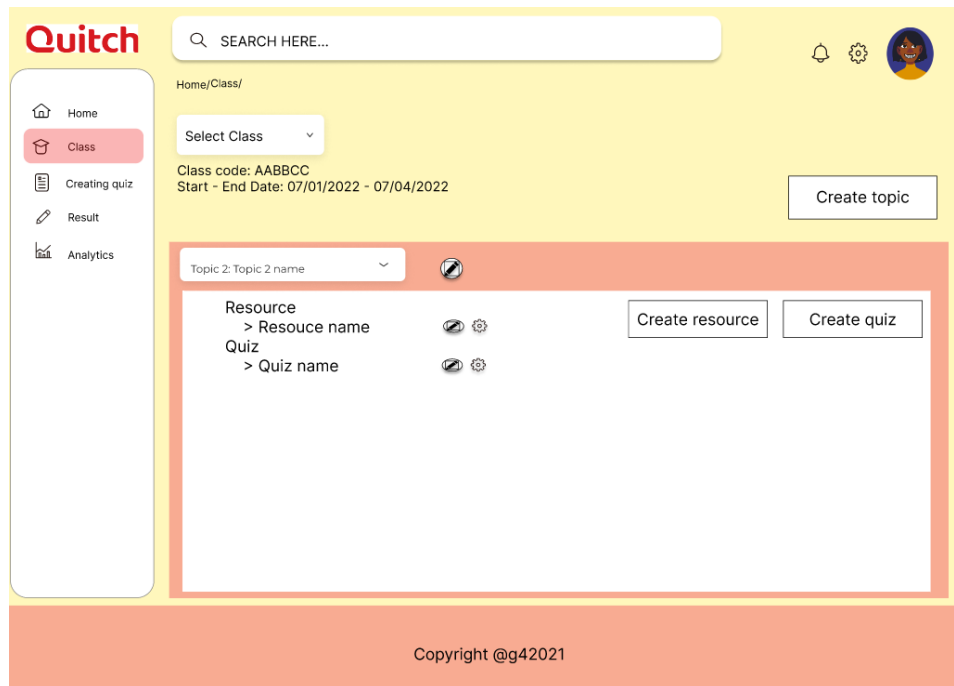 Quitch
SEARCH HERE...
Home/Class/
Home
Class
Creating quiz
Result
Analytics
Select Class
Class code: AABBCC
Start - End Date: 07/01/2022 - 07/04/2022
Create topic
Topic 2: Topic 2 name
Resource
> Resouce name
Quiz
> Quiz name
Create resource
Create quiz
Copyright @g42021